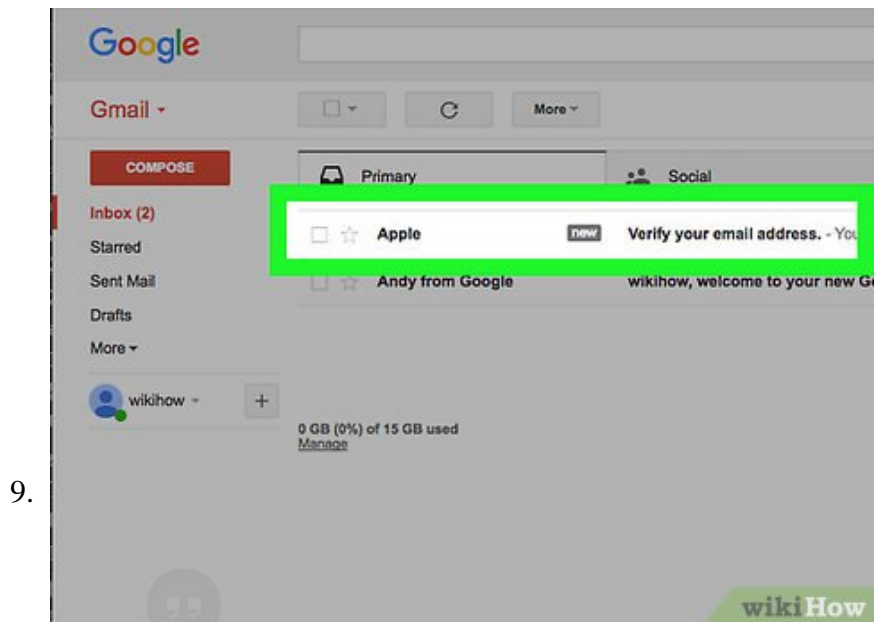 Google
Gmail
More
COMPOSE
Primary
Social
Inbox (2)
Apple
new
Verify your email address. - You
Starred
Sent Mail
Andy from Google
wikihow, welcome to your new Go
Drafts
More
wikihow
+
0 GB (0%) of 15 GB used
Manage
9.
wikiHow